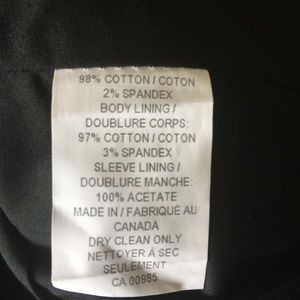 98% COTTON / COTON
2% SPANDEX
BODY LINING /
DOUBLURE CORPS:
97% COTTON / COTON
3% SPANDEX
SLEEVE LINING /
DOUBLURE MANCHE:
100% ACETATE
MADE IN / FABRIQUÉ AU
CANADA
DRY CLEAN ONLY
NETTOYER À SEC
SEULEMENT
CA 00985